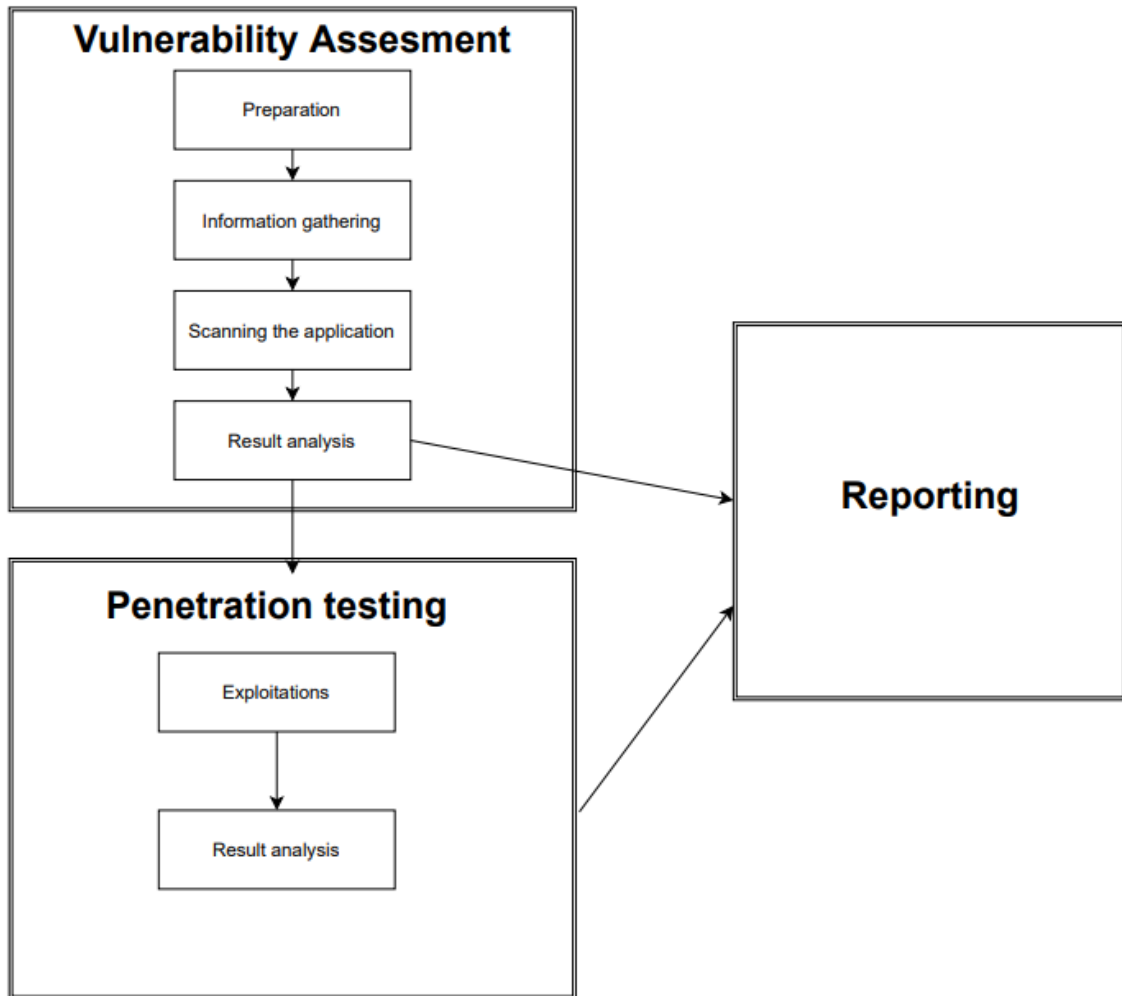 Vulnerability Assesment
Preparation
Information gathering
Scanning the application
Result analysis
Reporting
Penetration testing
Exploitations
Result analysis